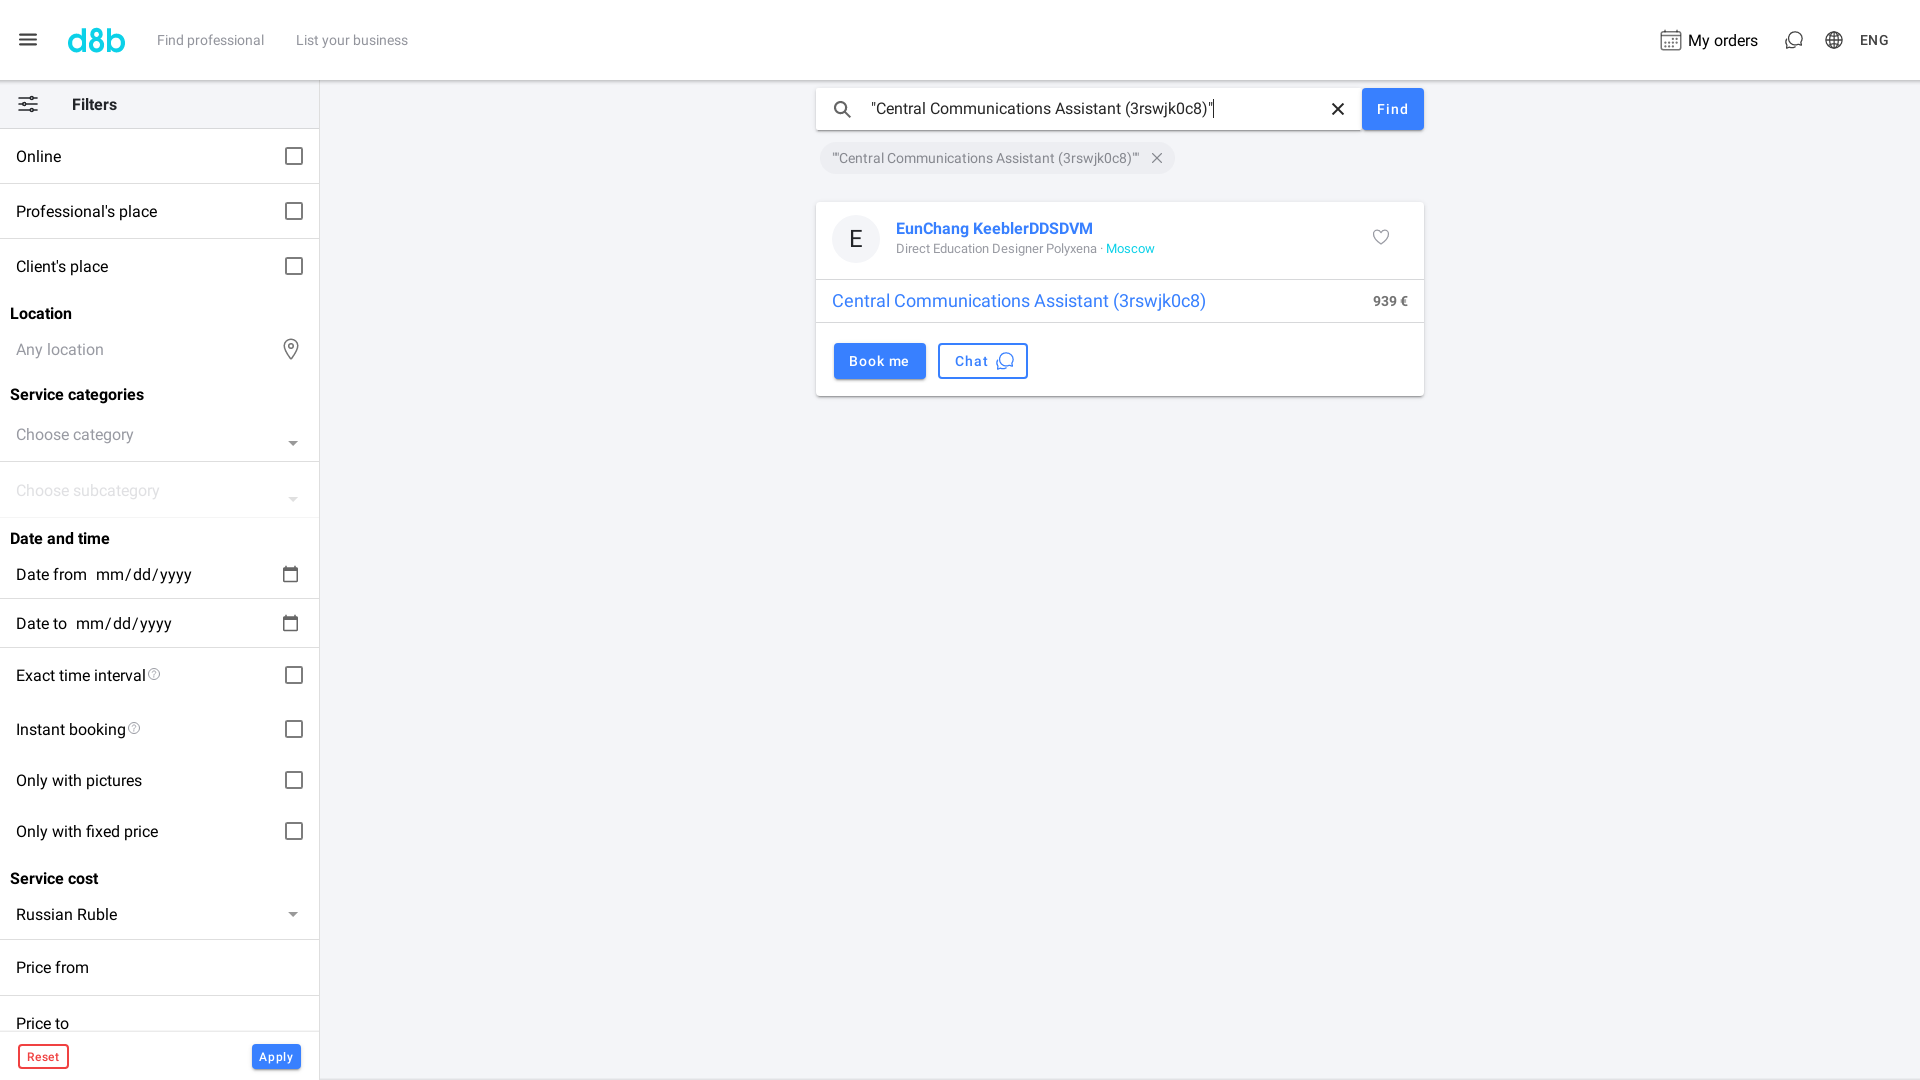 d8b
Find professional
List your business
My orders
ENG
Filters
Online
Professional's place
Client's place
Location
Any location
Service categories
Choose category
Choose subcategory
Date and time
Date from mm/dd/yyyy
Date to mm/dd/yyyy
Exact time interval
Instant booking
Only with pictures
Only with fixed price
Service cost
Russian Ruble
Price from
Price to
Reset
Apply
"Central Communications Assistant (3rswjk0c8)"
Find
""Central Communications Assistant (3rswjk0c8)""
E
EunChang KeeblerDDSDVM
Direct Education Designer Polyxena · Moscow
Central Communications Assistant (3rswjk0c8)
939 €
Book me
Chat